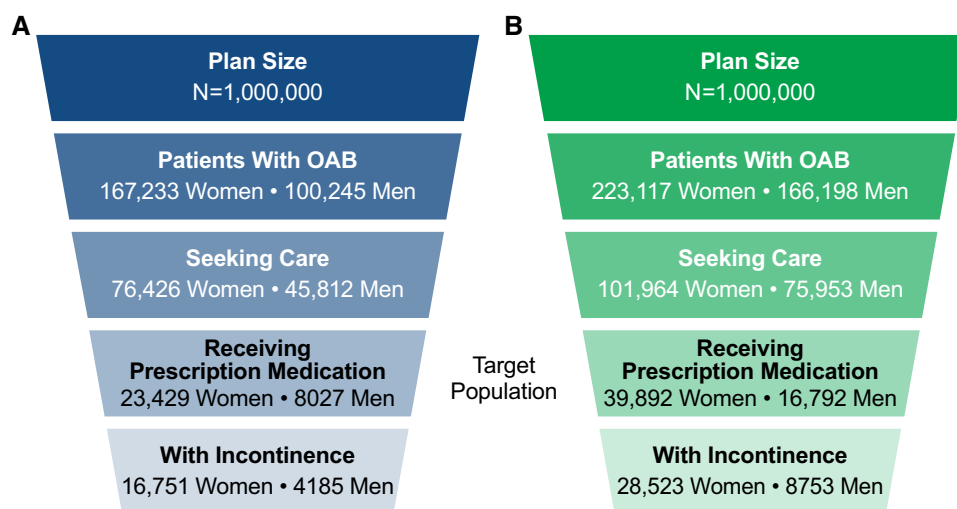 A
Plan Size
N=1,000,000
Patients With OAB
167,233 Women • 100,245 Men
Seeking Care
76,426 Women • 45,812 Men
Receiving
Prescription Medication
23,429 Women • 8027 Men
With Incontinence
16,751 Women • 4185 Men
Target
Population
B
Plan Size
N=1,000,000
Patients With OAB
223,117 Women • 166,198 Men
Seeking Care
101,964 Women • 75,953 Men
Receiving
Prescription Medication
39,892 Women • 16,792 Men
With Incontinence
28,523 Women • 8753 Men